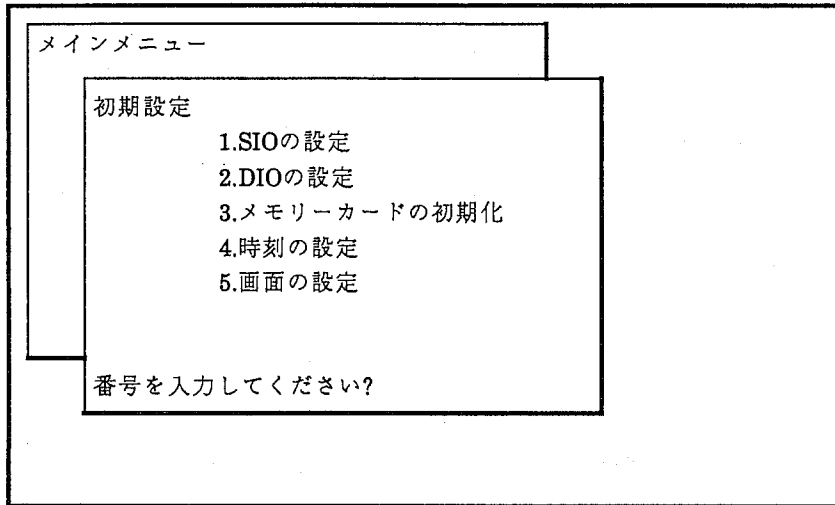 メインメニュー
初期設定
1.SIOの設定
2.DIOの設定
3.メモリーカードの初期化
4.時刻の設定
5.画面の設定
番号を入力してください?